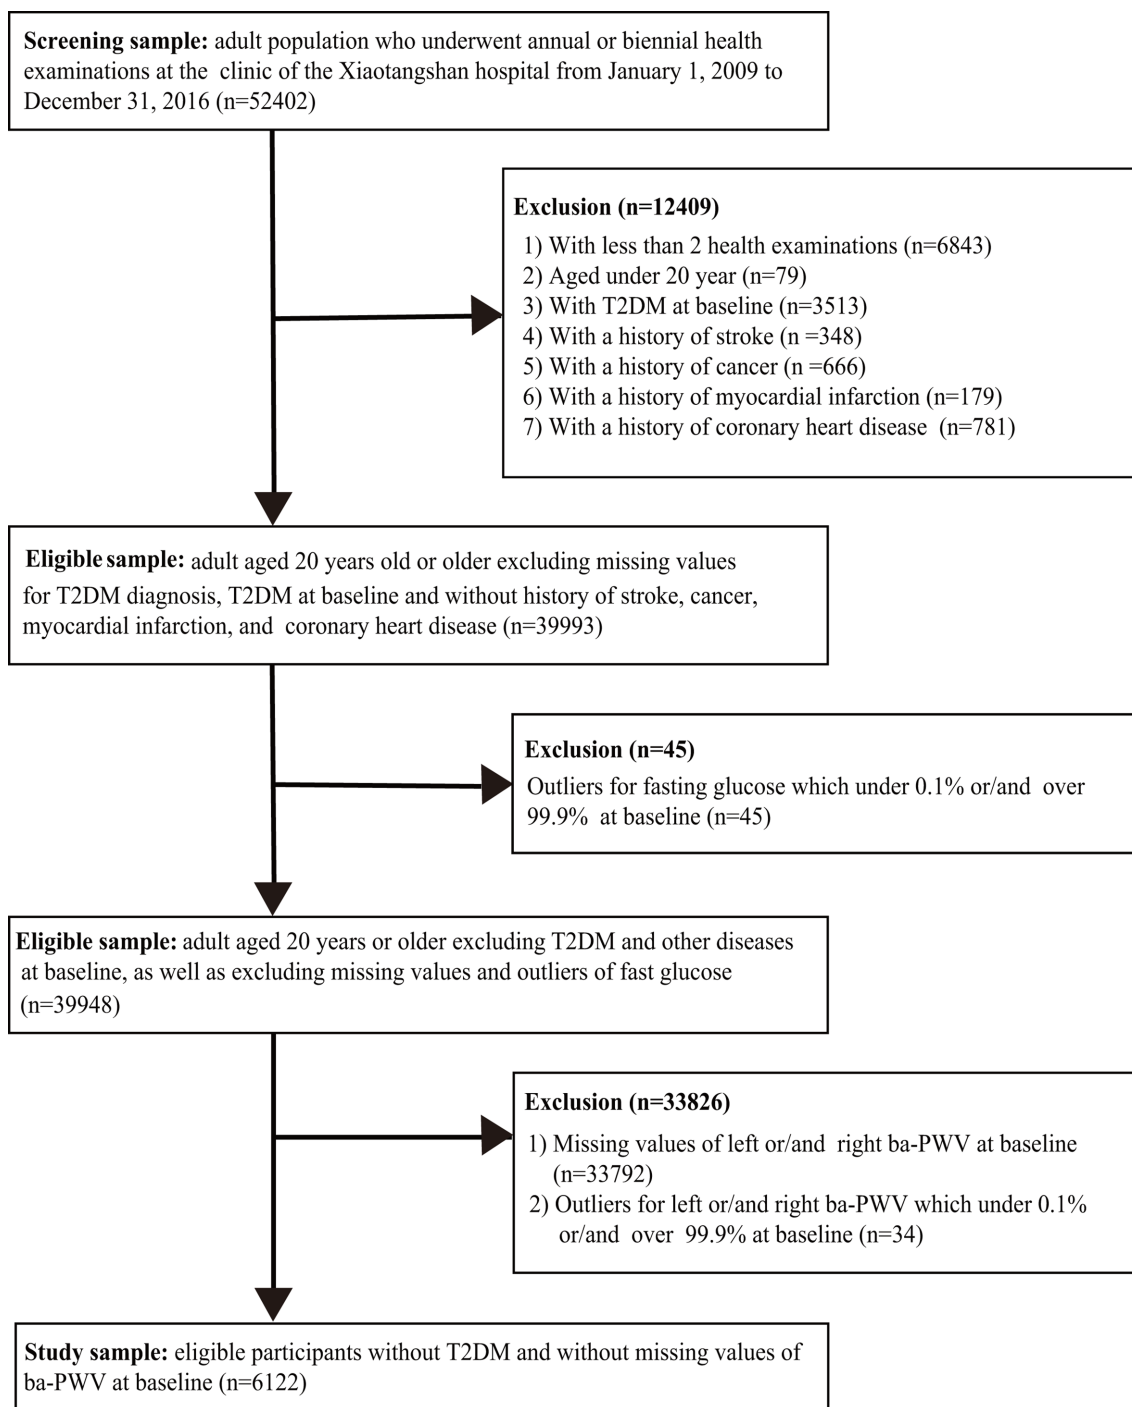 Screening sample: adult population who underwent annual or biennial health
examinations at the clinic of the Xiaotangshan hospital from January 1, 2009 to
December 31, 2016 (n=52402)
Exclusion (n=12409)
1) With less than 2 health examinations (n=6843)
2) Aged under 20 year (n=79)
3) With T2DM at baseline (n=3513)
4) With a history of stroke (n =348)
5) With a history of cancer (n =666)
6) With a history of myocardial infarction (n=179)
7) With a history of coronary heart disease (n=781)
Eligible sample: adult aged 20 years old or older excluding missing values
for T2DM diagnosis, T2DM at baseline and without history of stroke, cancer,
myocardial infarction, and coronary heart disease (n=39993)
Exclusion (n=45)
Outliers for fasting glucose which under 0.1% or/and over
99.9% at baseline (n=45)
Eligible sample: adult aged 20 years or older excluding T2DM and other diseases
at baseline, as well as excluding missing values and outliers of fast glucose
(n=39948)
Exclusion (n=33826)
1) Missing values of left or/and right ba-PWV at baseline
(n=33792)
2) Outliers for left or/and right ba-PWV which under 0.1%
or/and over 99.9% at baseline (n=34)
Study sample: eligible participants without T2DM and without missing values of
ba-PWV at baseline (n=6122)